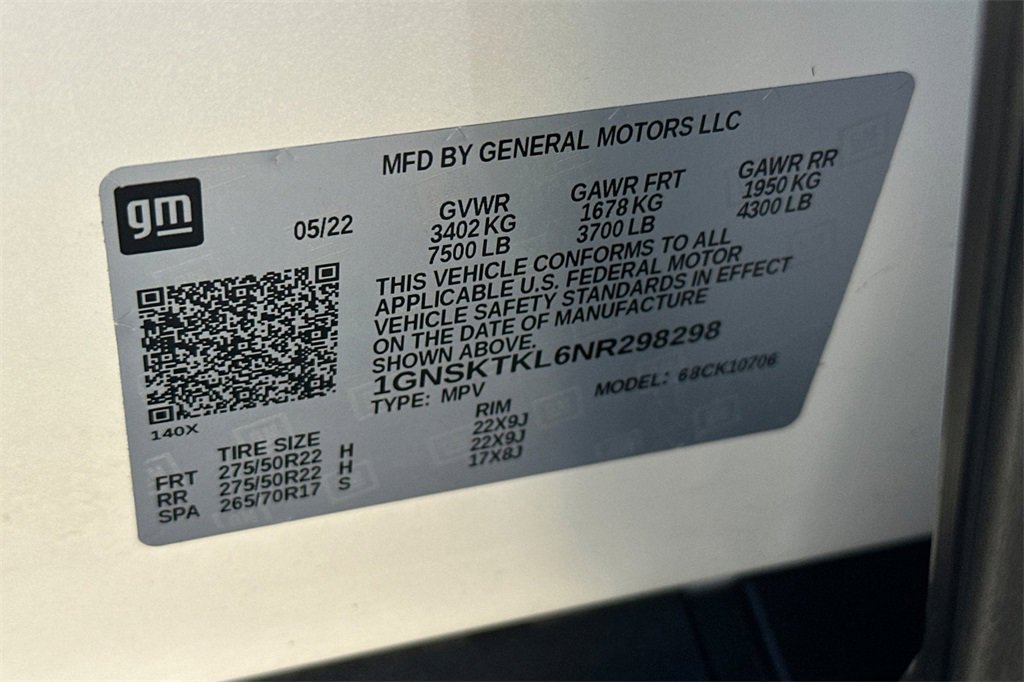 MFD BY GENERAL MOTORS LLC
gm
05/22
GVWR
3402 KG
7500 LB
GAWR FRT
1678 KG
3700 LB
GAWR RR
1950 KG
4300 LB
THIS VEHICLE CONFORMS TO ALL
APPLICABLE U.S. FEDERAL MOTOR
VEHICLE SAFETY STANDARDS IN EFFECT
ON THE DATE OF MANUFACTURE
SHOWN ABOVE.
1GNSKTKL6NR298298
TYPE: MPV
MODEL: 68CK10706
140X
TIRE SIZE RIM
FRT 275/50R22 H 22X9J
RR 275/50R22 H 22X9J
SPA 265/70R17 S 17X8J